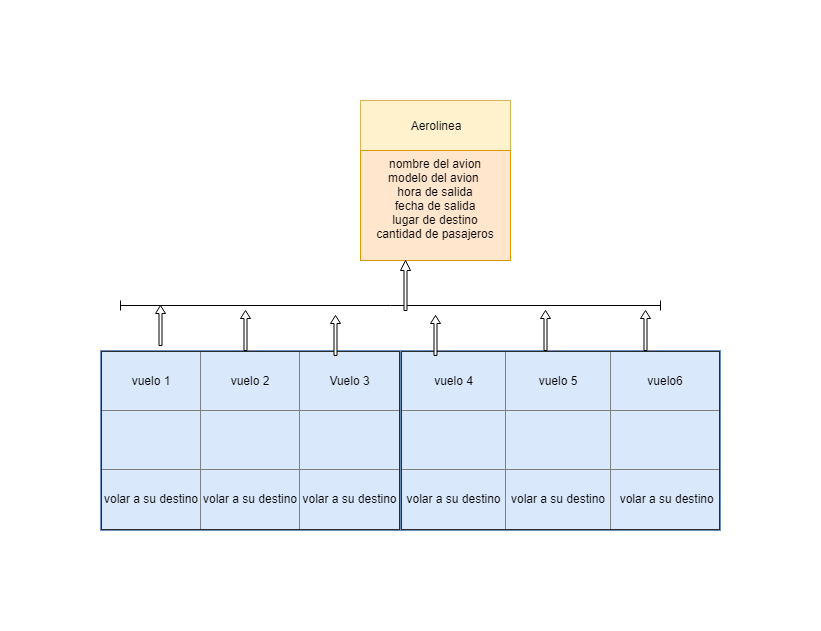 Aerolinea
nombre del avion
modelo del avion
hora de salida
fecha de salida
lugar de destino
cantidad de pasajeros
vuelo 1
vuelo 2
Vuelo 3
vuelo 4
vuelo 5
vuelo6
volar a su destino
volar a su destino
volar a su destino
volar a su destino
volar a su destino
volar a su destino